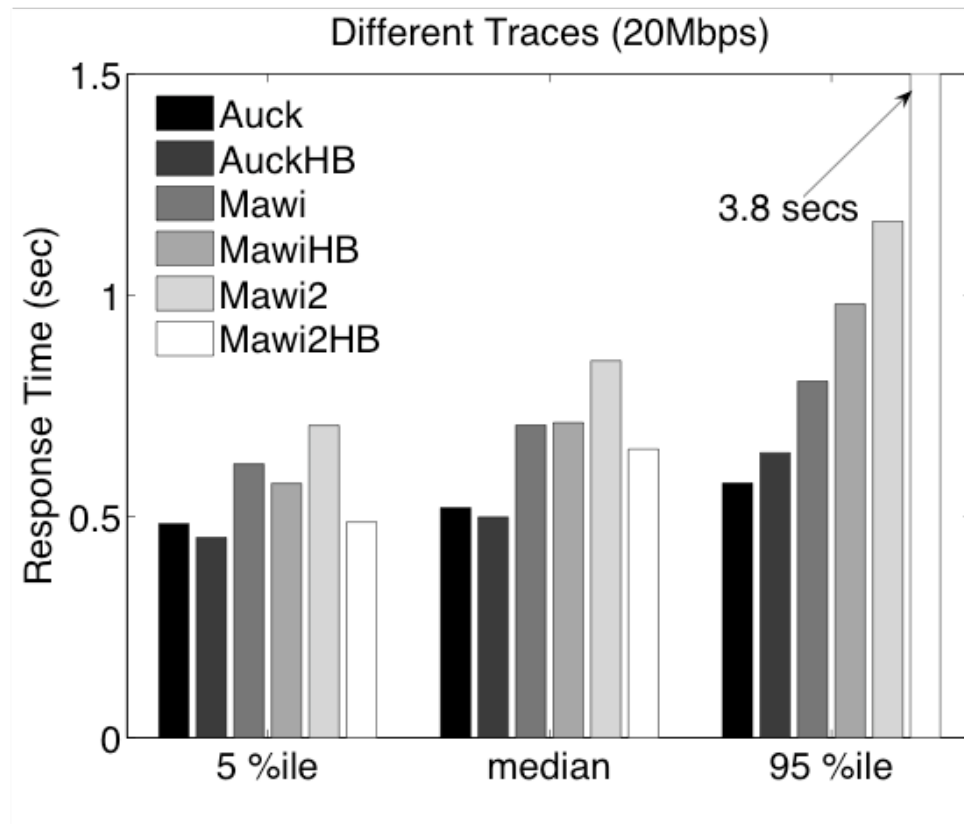 Different Traces (20Mbps)
Response Time (sec)
1.5
1
0.5
0
Auck
AuckHB
Mawi
MawiHB
Mawi2
Mawi2HB
3.8 secs
5 %ile
median
95 %ile